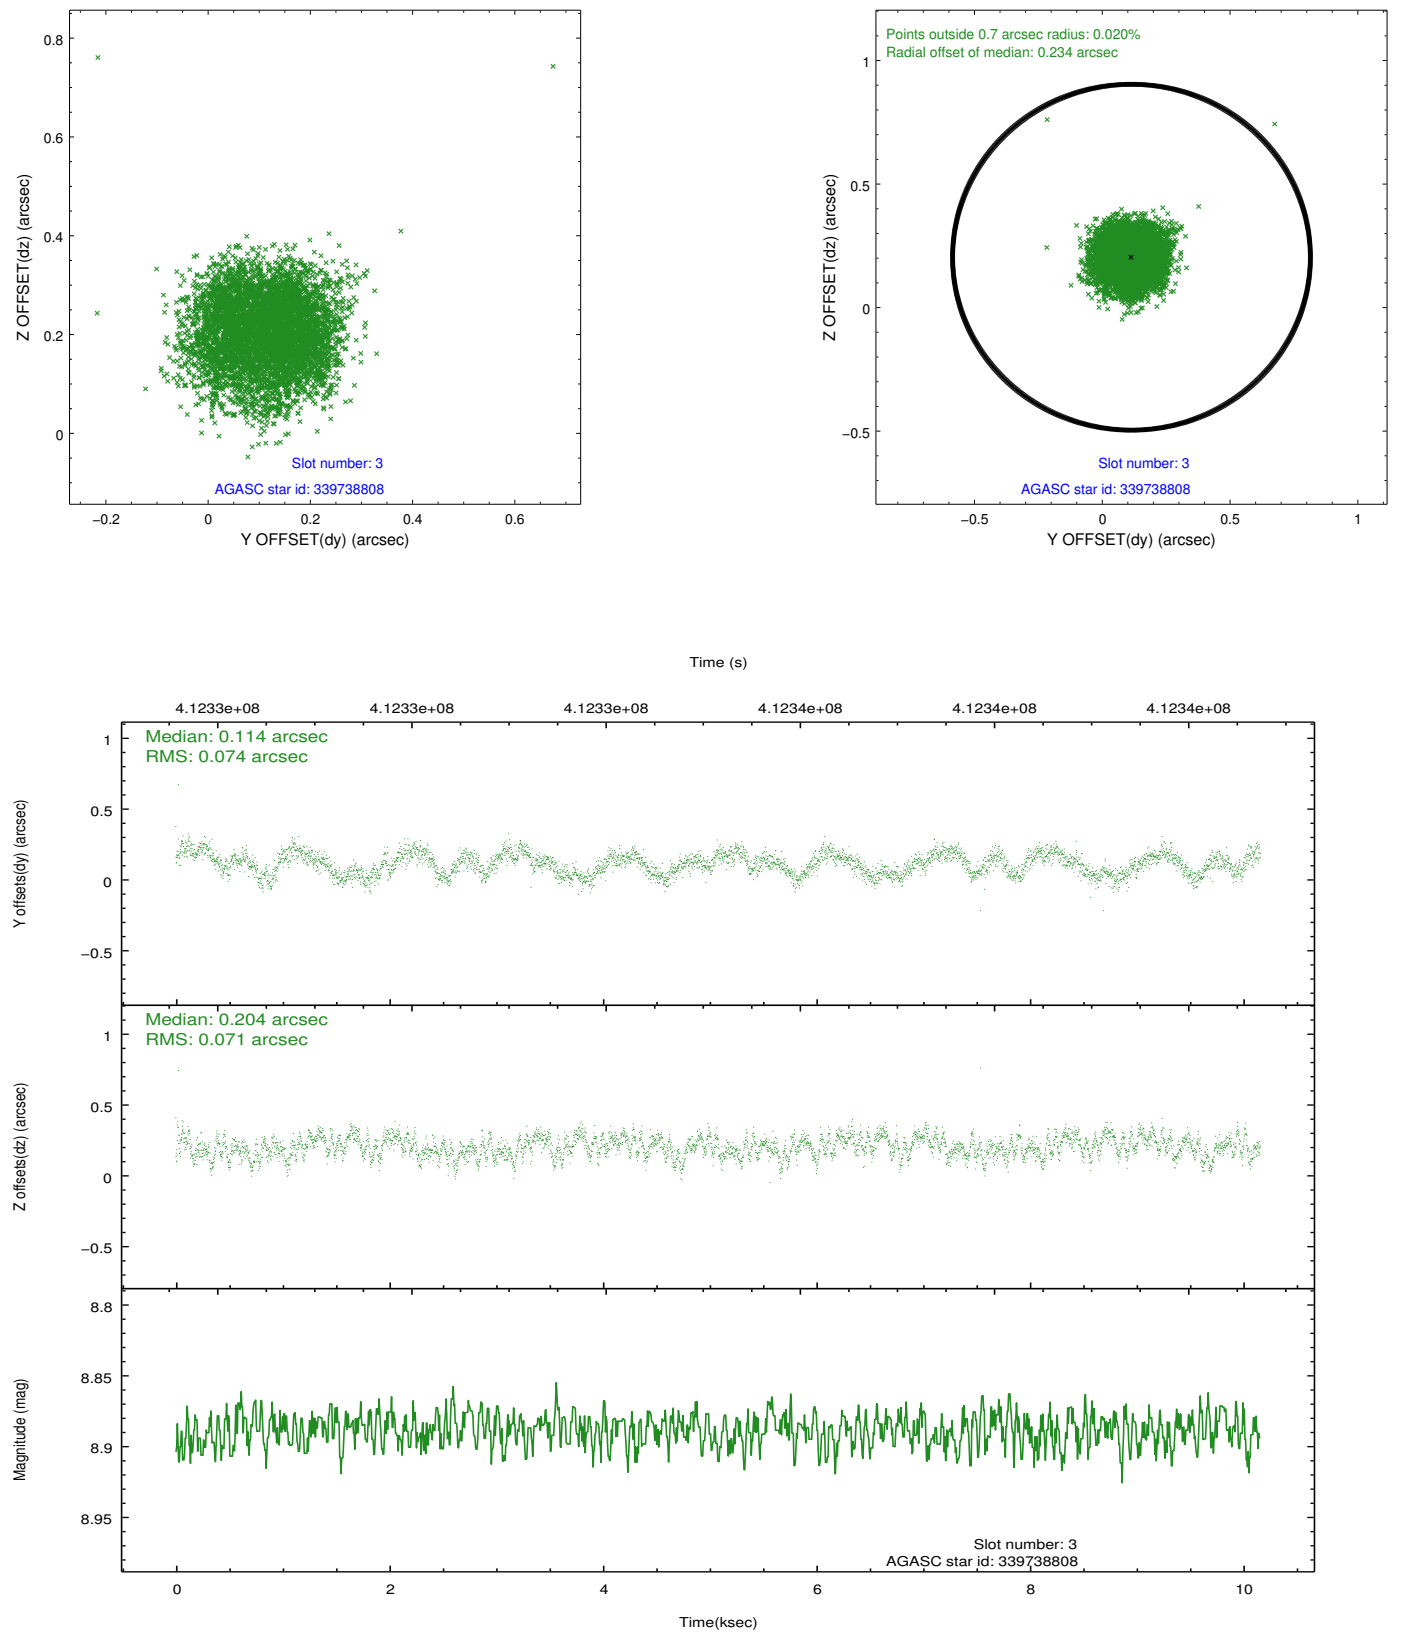 0.8
0.6
0.4
0.2
0
Z OFFSET(dz) (arcsec)
Slot number: 3
AGASC star id: 339738808
−0.2 0 0.2 0.4 0.6
Y OFFSET(dy) (arcsec)
Points outside 0.7 arcsec radius: 0.020%
Radial offset of median: 0.234 arcsec
1
0.5
0
−0.5
Z OFFSET(dz) (arcsec)
Slot number: 3
AGASC star id: 339738808
−0.5 0 0.5 1
Y OFFSET(dy) (arcsec)
Time (s)
4.1233e+08 4.1233e+08 4.1233e+08 4.1234e+08 4.1234e+08 4.1234e+08
Median: 0.114 arcsec
RMS: 0.074 arcsec
1
0.5
0
−0.5
Y offsets(dy) (arcsec)
Median: 0.204 arcsec
RMS: 0.071 arcsec
1
0.5
0
−0.5
Z offsets(dz) (arcsec)
8.8
8.85
8.9
8.95
Magnitude (mag)
Slot number: 3
AGASC star id: 339738808
0 2 4 6 8 10
Time(ksec)